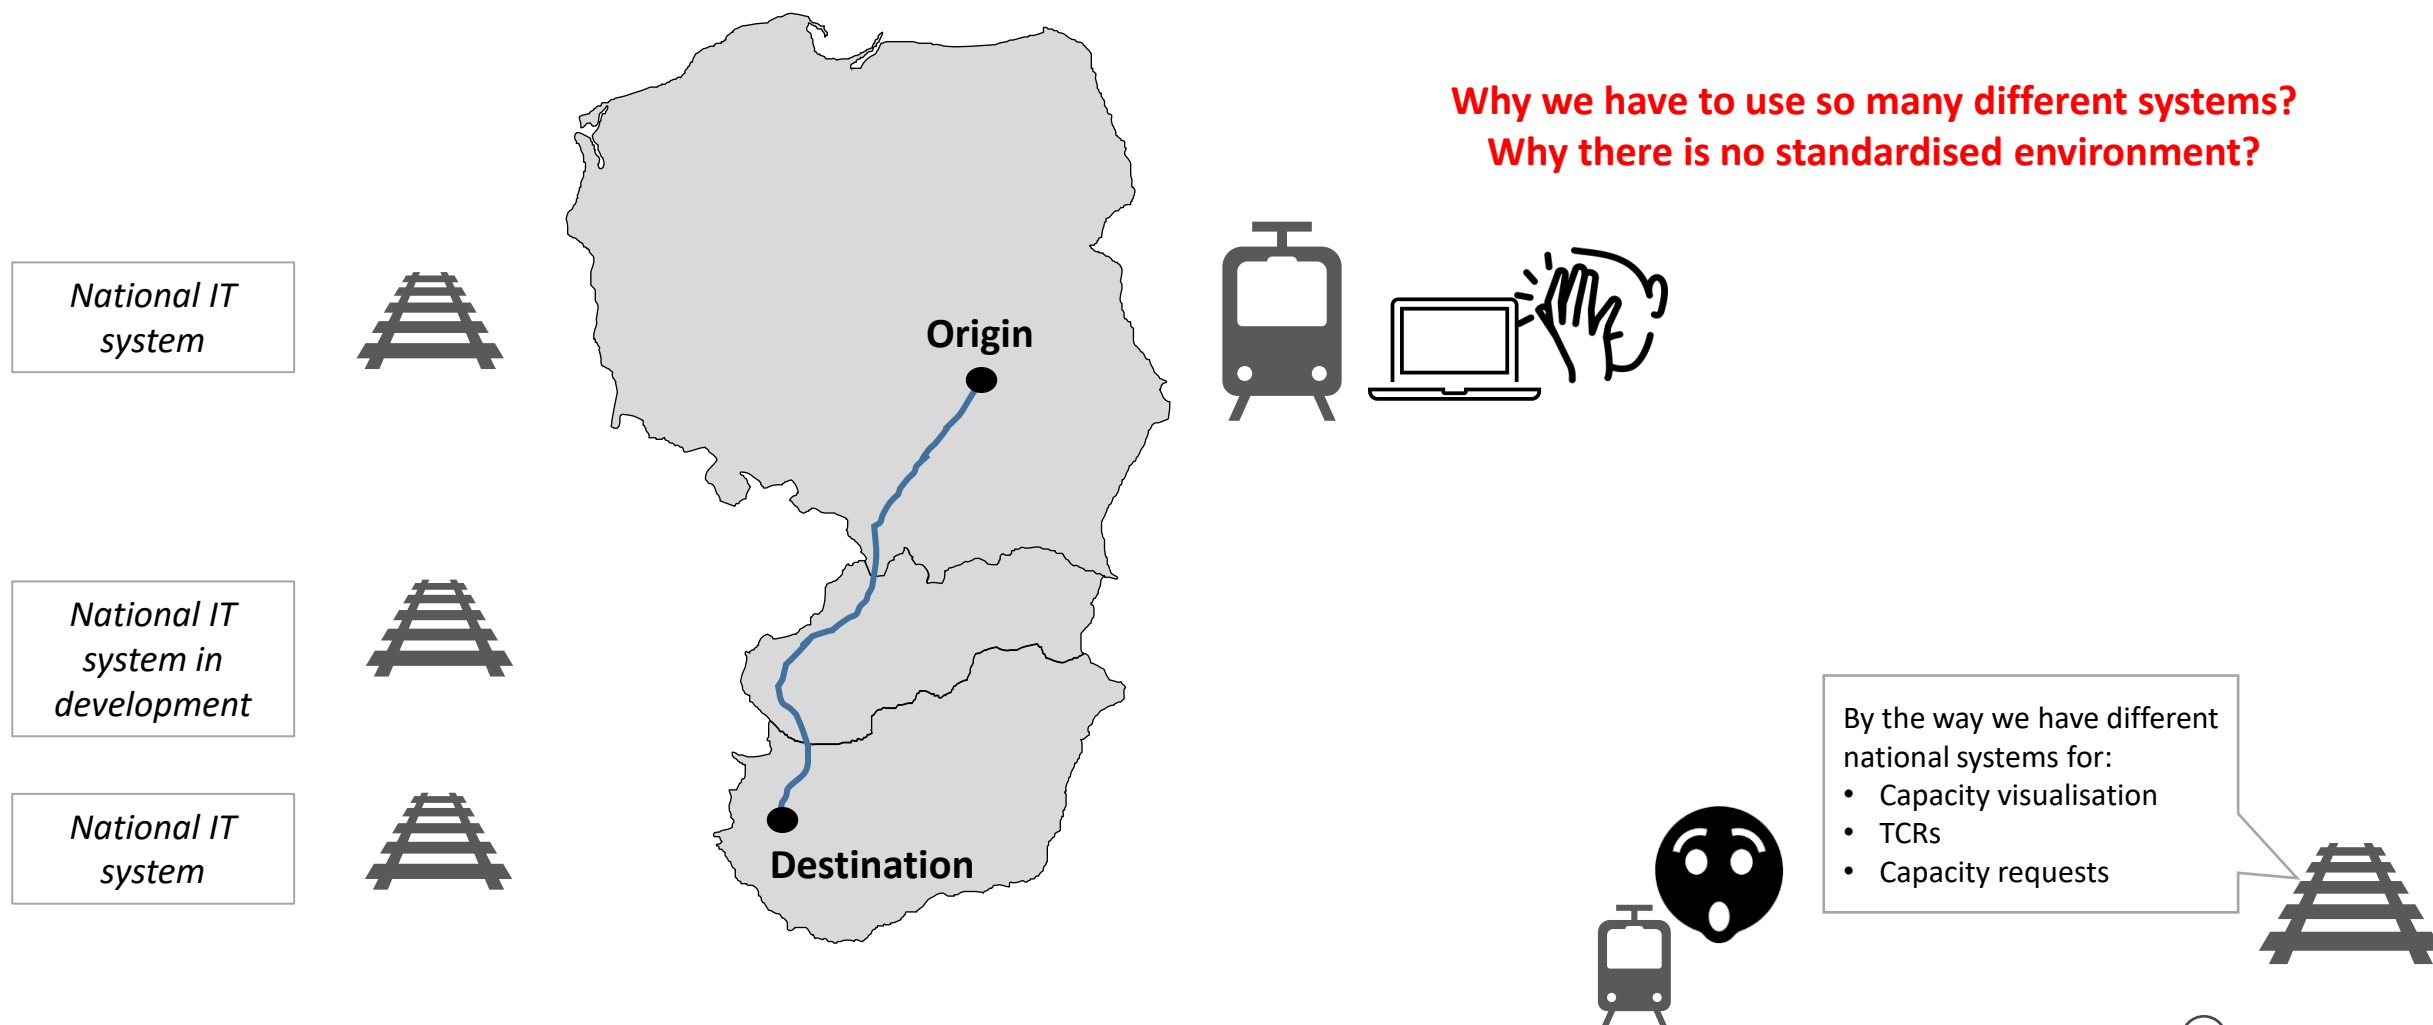 Why we have to use so many different systems?
Why there is no standardised environment?
National IT
system
Origin
National IT
system in
development
National IT
system
Destination
By the way we have different
national systems for:
• Capacity visualisation
• TCRs
• Capacity requests